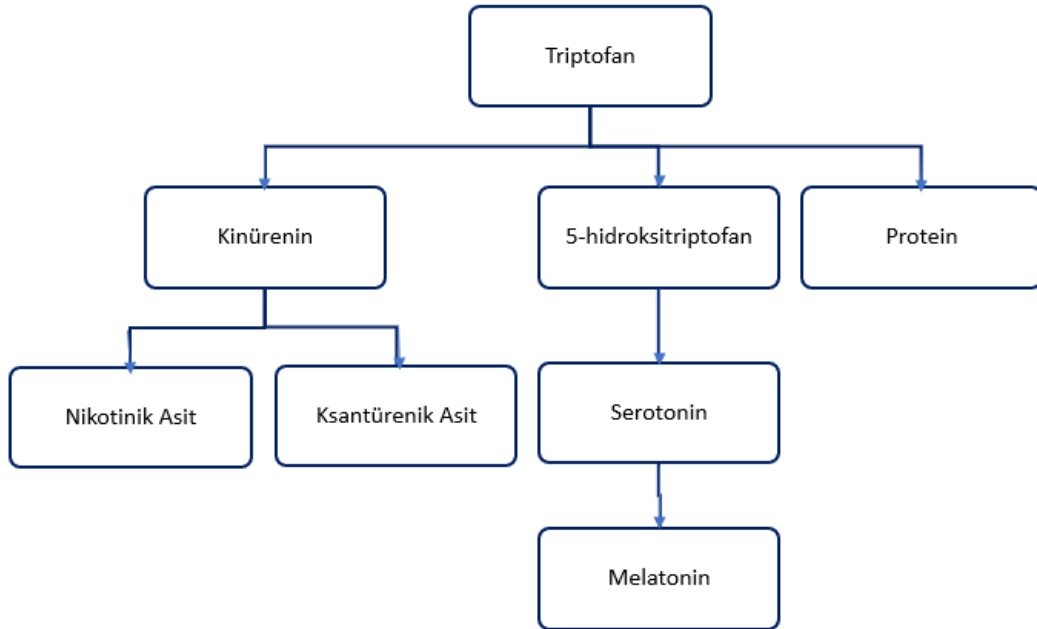 Triptofan
Kinürenin
5-hidroksitriptofan
Protein
Nikotinik Asit
Ksantürenik Asit
Serotonin
Melatonin